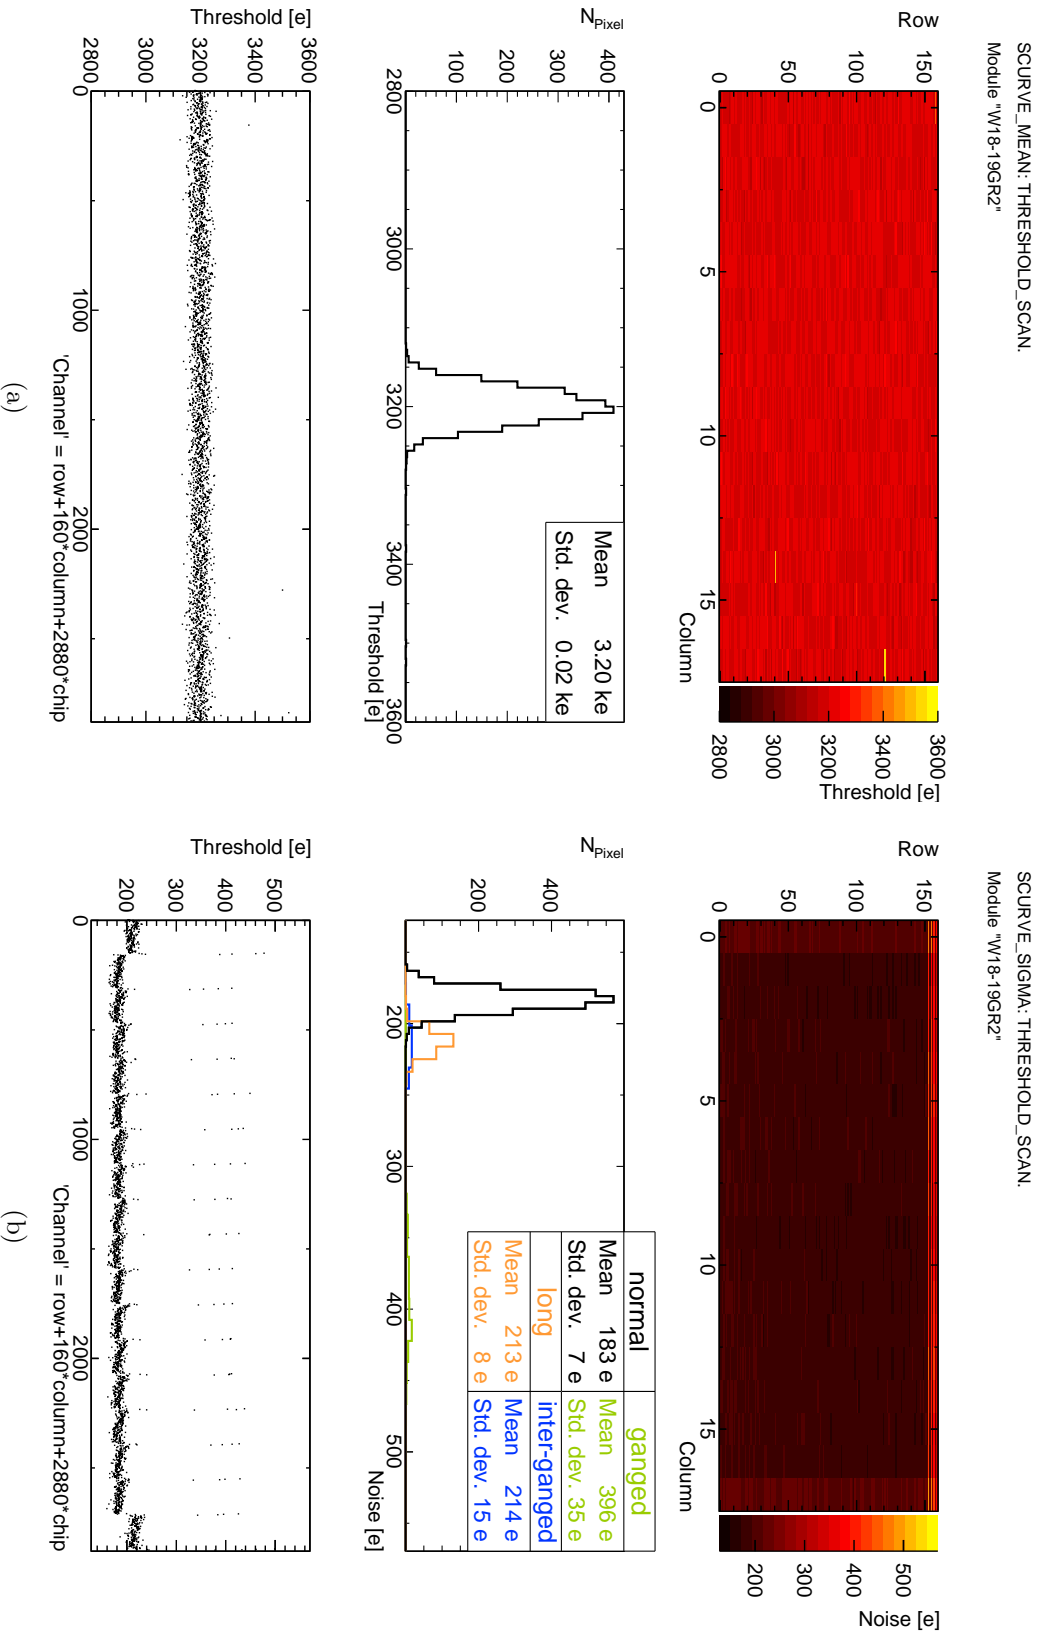 SCURVE_MEAN: THRESHOLD_SCAN.
Module "W18-19GR2"
Row
0 50 100 150
0 5 10 15
Column
2800 3000 3200 3400 3600
Threshold [e]
N_Pixel
100 200 300 400
2800 3000 3200 3400 3600
Threshold [e]
Mean 3.20 ke
Std. dev. 0.02 ke
Threshold [e]
2800 3000 3200 3400 3600
0 1000 2000
'Channel' = row+160*column+2880*chip
(a)
SCURVE_SIGMA: THRESHOLD_SCAN.
Module "W18-19GR2"
Row
0 50 100 150
0 5 10 15
Column
200 300 400 500
Noise [e]
N_Pixel
200 400
200 300 400 500
Noise [e]
normal
Mean 183 e
Std. dev. 7 e
ganged
Mean 396 e
Std. dev. 35 e
long
Mean 213 e
Std. dev. 8 e
inter-ganged
Mean 214 e
Std. dev. 15 e
Threshold [e]
200 300 400 500
0 1000 2000
'Channel' = row+160*column+2880*chip
(b)